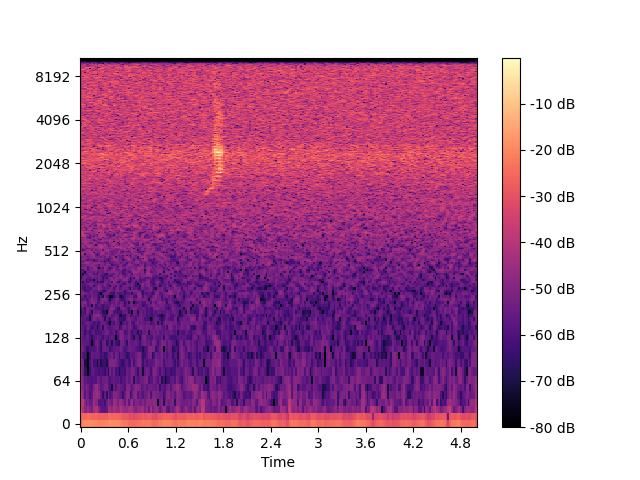 8192
4096
2048
1024
512
256
128
64
0
Hz
0 0.6 1.2 1.8 2.4 3 3.6 4.2 4.8
Time
-10 dB
-20 dB
-30 dB
-40 dB
-50 dB
-60 dB
-70 dB
-80 dB